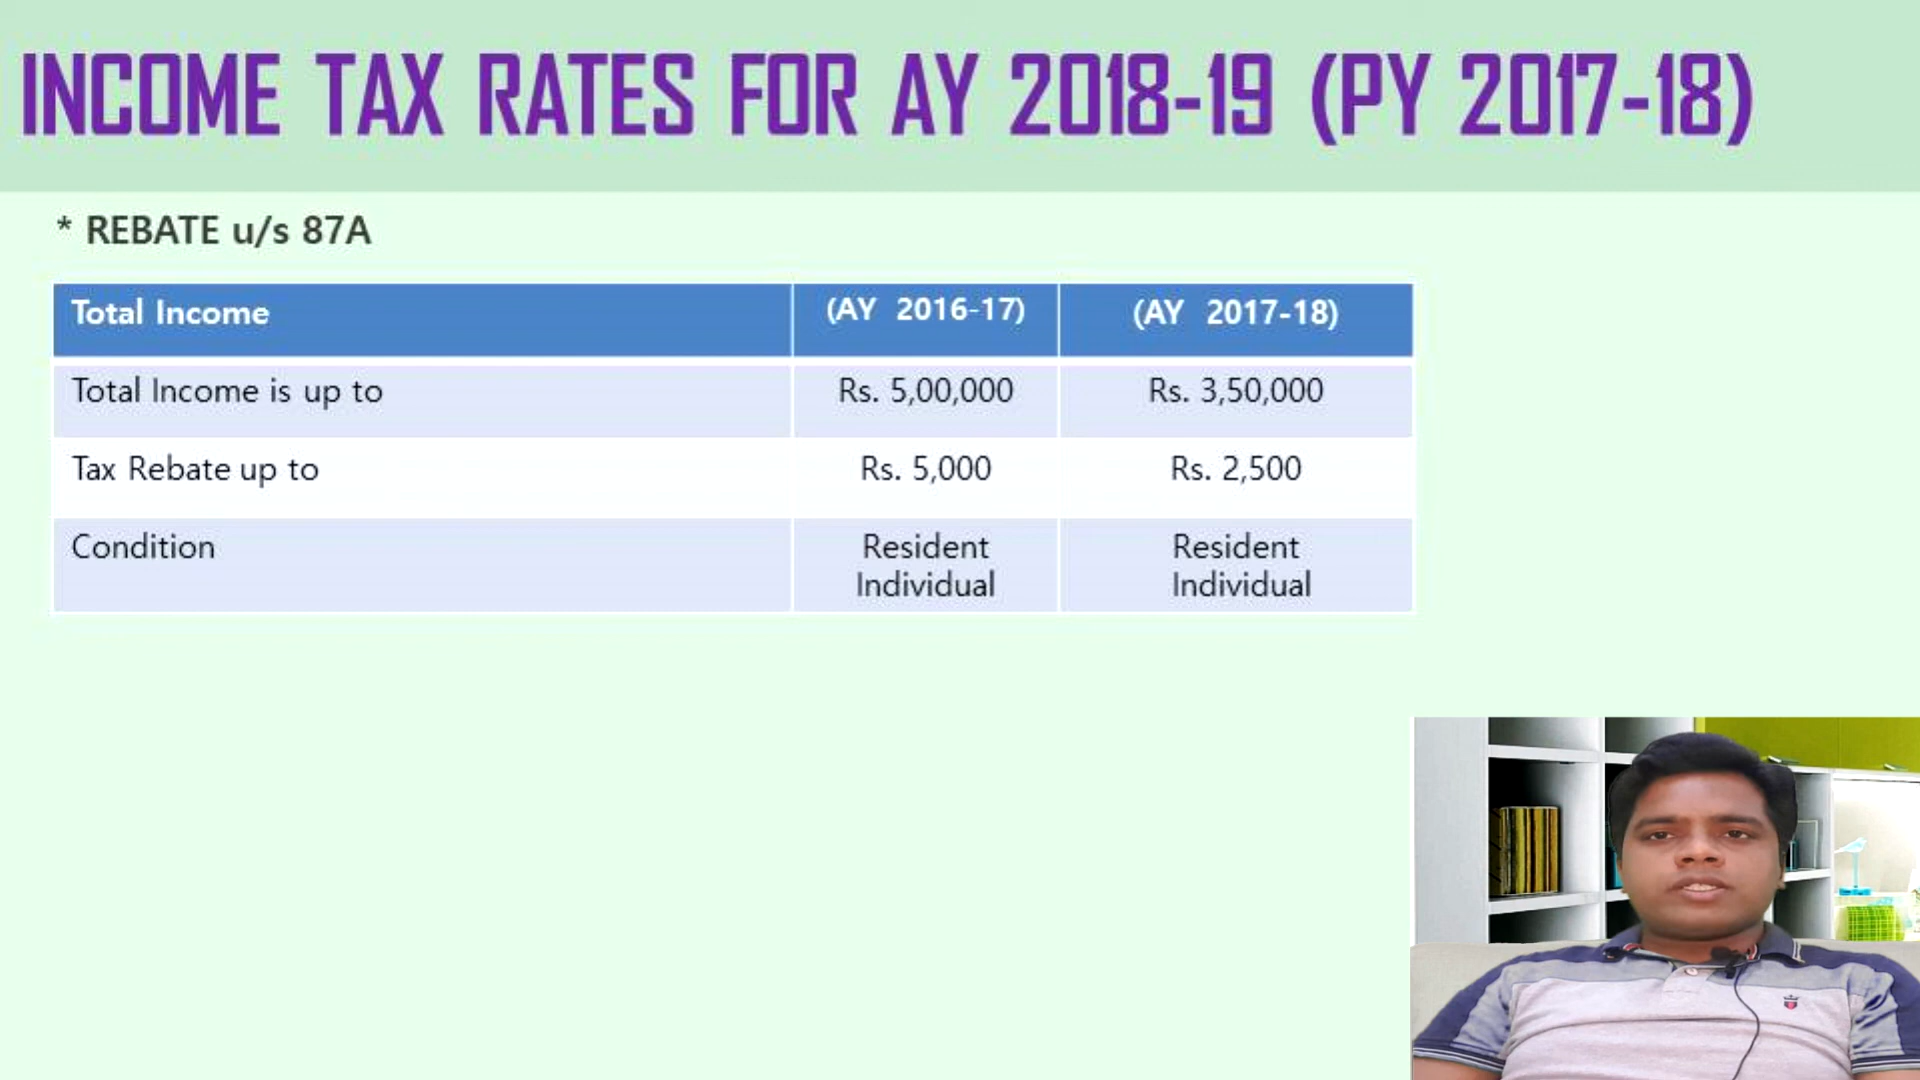 INCOME TAX RATES FOR AY 2018-19 (PY 2017-18)
* REBATE u/s 87A
Total Income (AY 2016-17) (AY 2017-18)
Total Income is up to Rs. 5,00,000 Rs. 3,50,000
Tax Rebate up to Rs. 5,000 Rs. 2,500
Condition Resident Individual Resident Individual